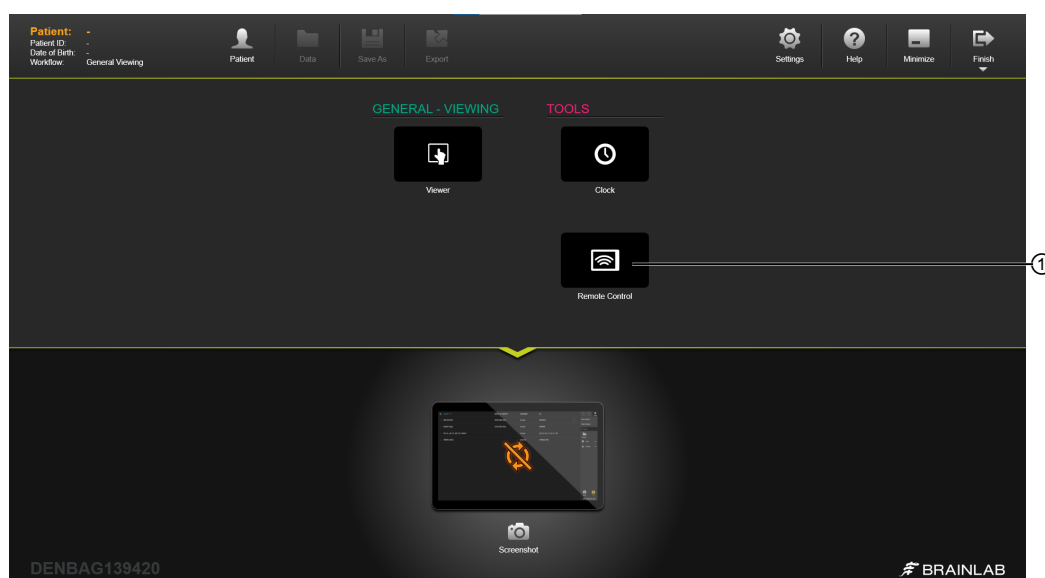 Patient: -
Patient ID: -
Date of Birth: -
Workflow: General Viewing
Patient
Data
Save As
Export
Settings
Help
Minimize
Finish
GENERAL - VIEWING
TOOLS
Viewer
Clock
Remote Control
1
Screenshot
DENBAG139420
BRAINLAB